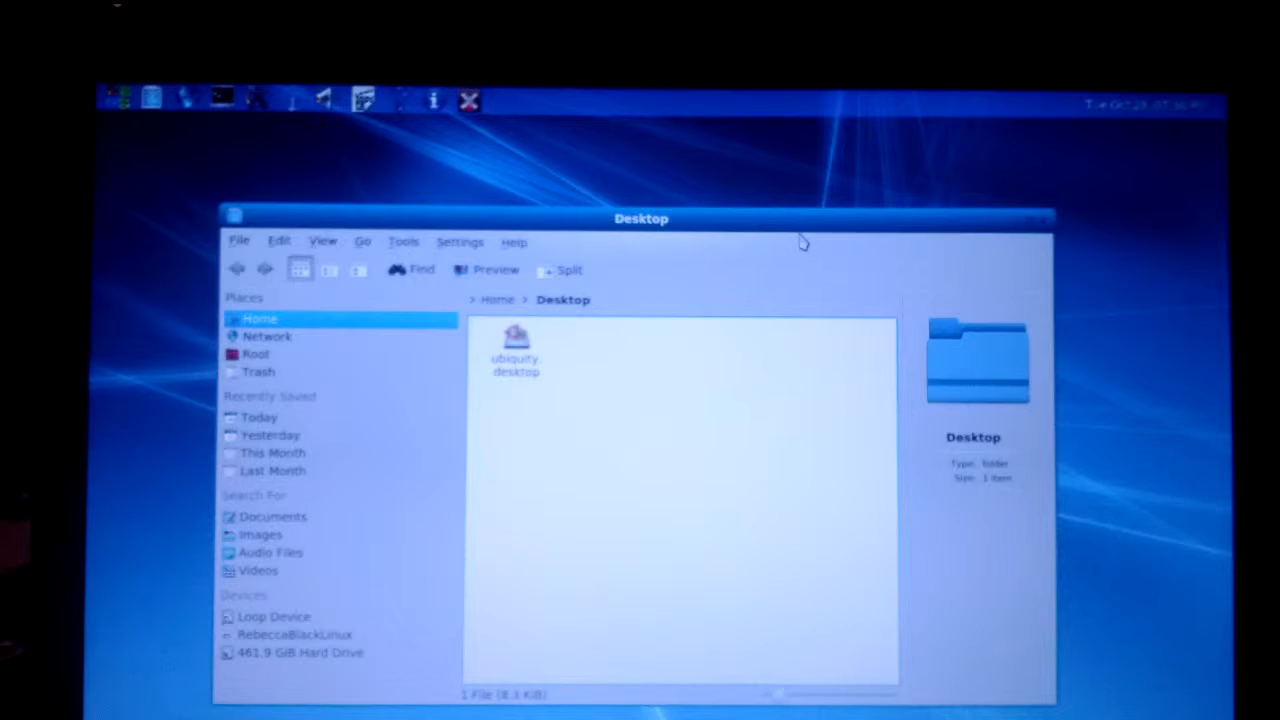 Desktop
File Edit View Go Tools Settings Help
Find Preview Split
Places
> Home > Desktop
Home
Network
Root
Trash
ubiquity.
desktop
Recently Saved
Today
Yesterday
This Month
Last Month
Desktop
Type: folder
Size: 1 item
Search For
Documents
Images
Audio Files
Videos
Devices
Loop Device
RebeccaBlackLinux
461.9 GiB Hard Drive
1 File (8.3 KiB)